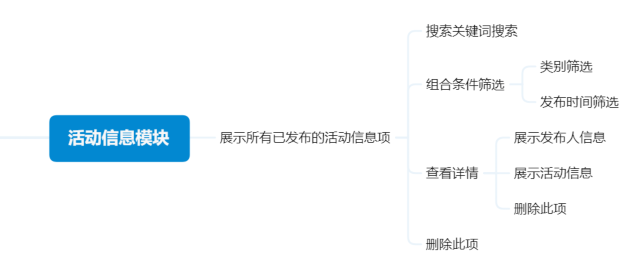 活动信息模块
展示所有已发布的活动信息项
搜索关键词搜索
组合条件筛选
类别筛选
发布时间筛选
查看详情
展示发布人信息
展示活动信息
删除此项
删除此项